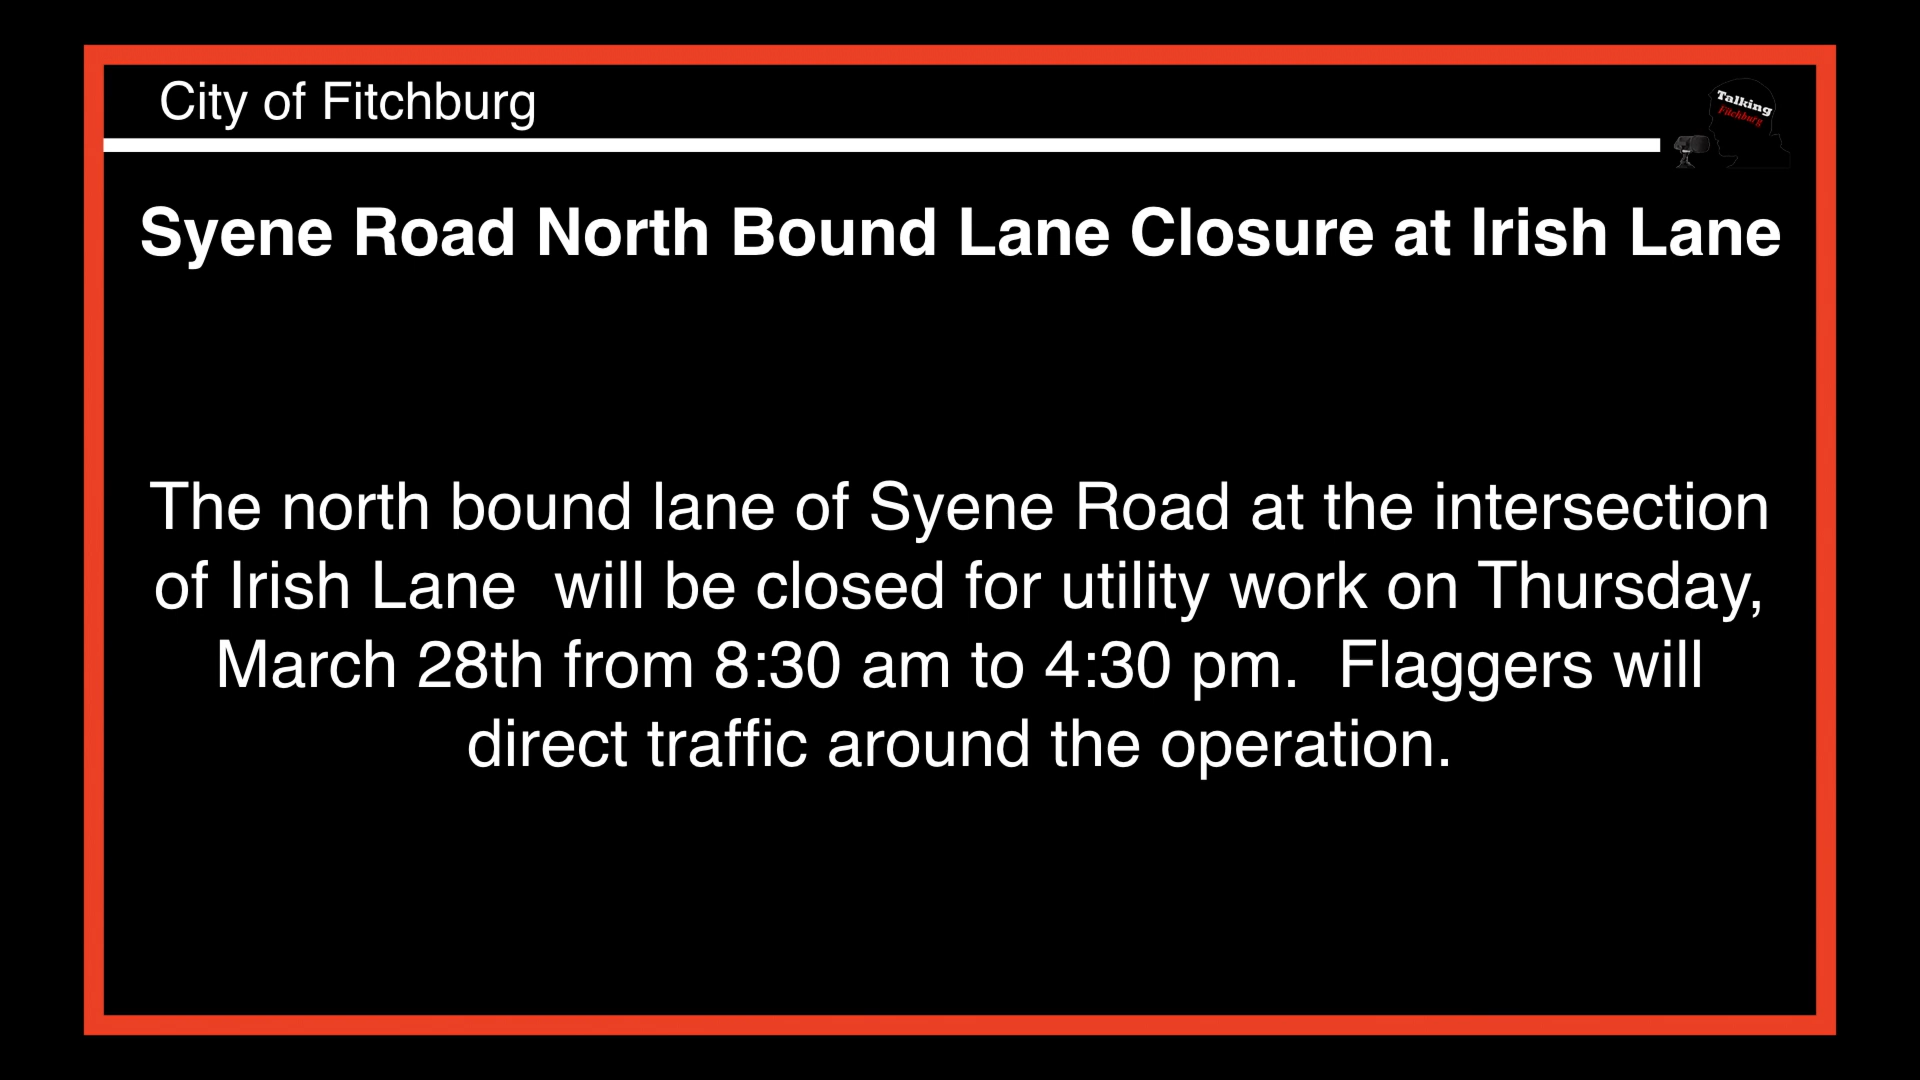 City of Fitchburg
Talking
Fitchburg
Syene Road North Bound Lane Closure at Irish Lane
The north bound lane of Syene Road at the intersection
of Irish Lane  will be closed for utility work on Thursday,
March 28th from 8:30 am to 4:30 pm.  Flaggers will
direct traffic around the operation.